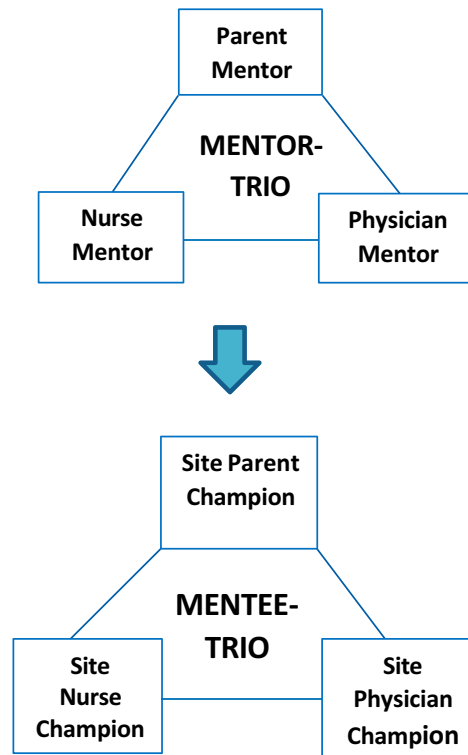 Parent
Mentor
MENTOR-
TRIO
Nurse
Mentor
Physician
Mentor
Site Parent
Champion
MENTEE-
TRIO
Site
Nurse
Champion
Site
Physician
Champion